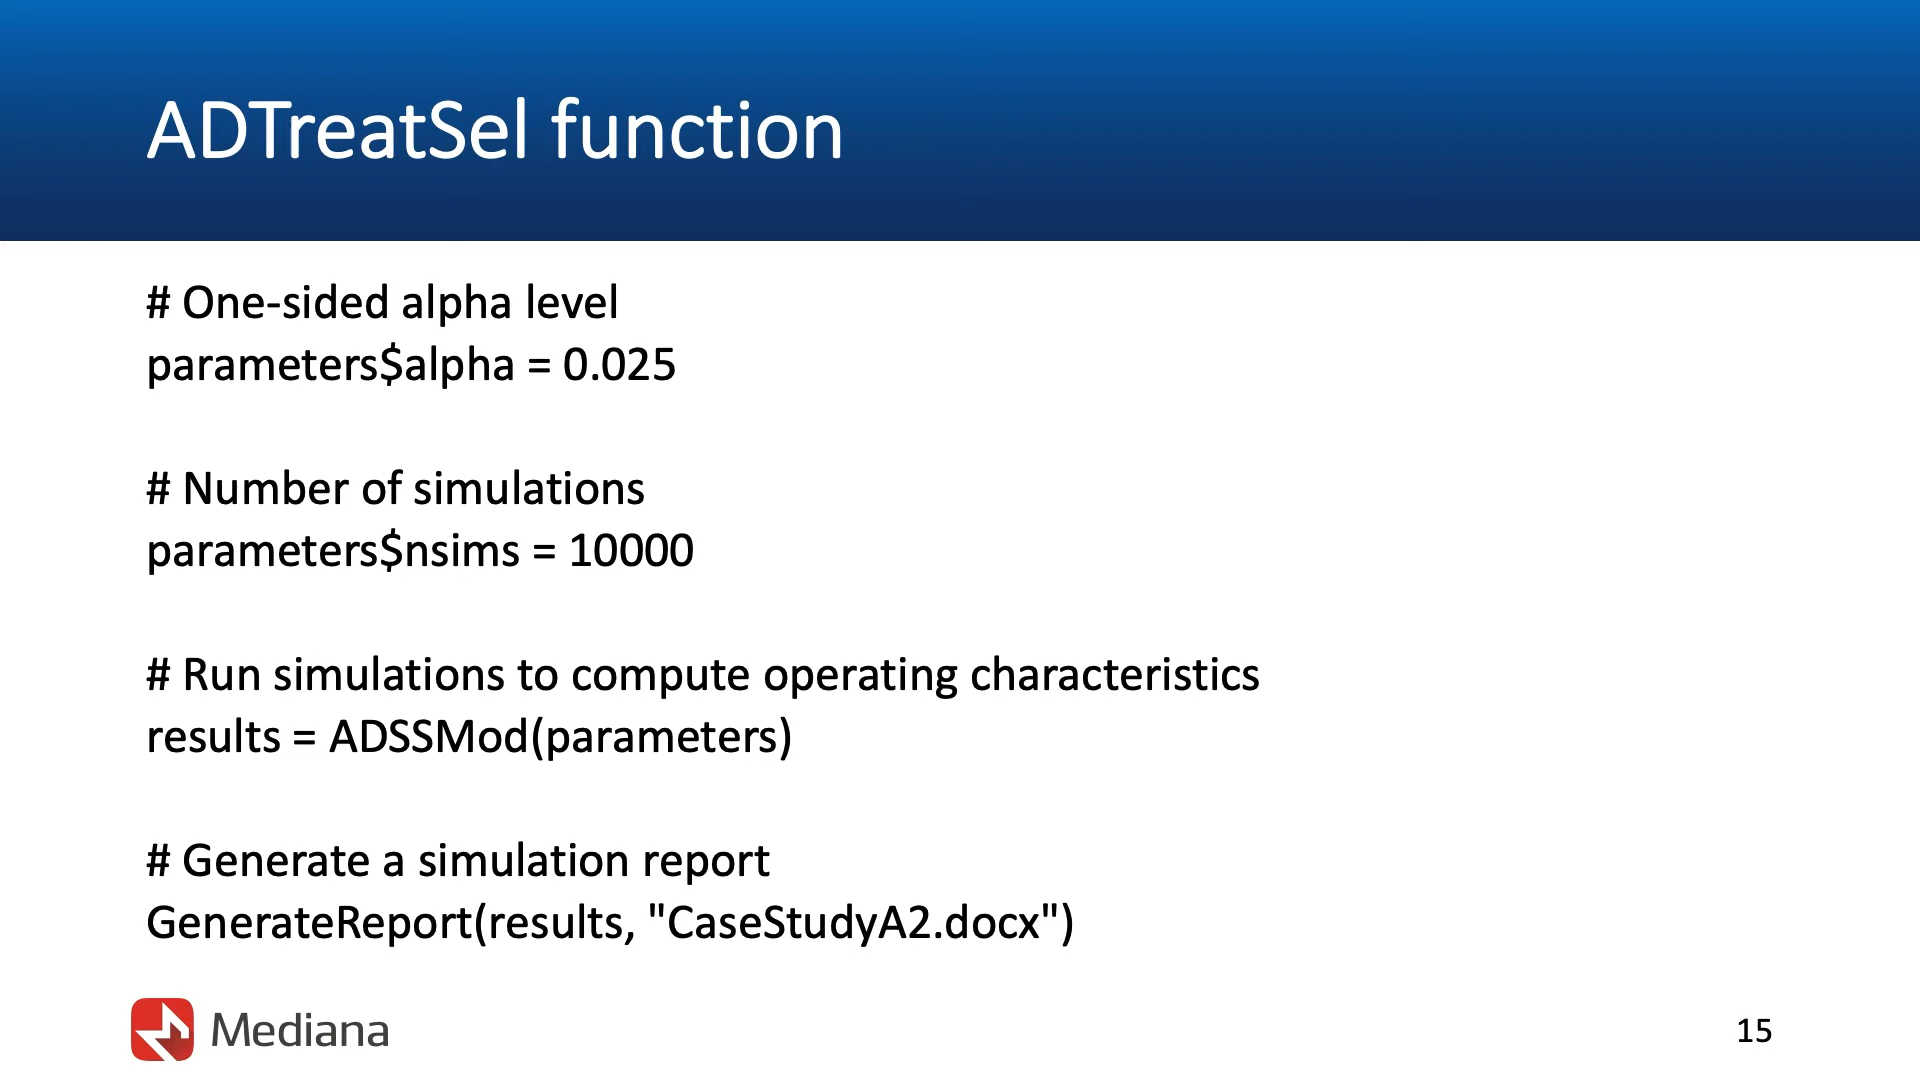 ADTreatSel function
# One-sided alpha level
parameters$alpha = 0.025
# Number of simulations
parameters$nsims = 10000
# Run simulations to compute operating characteristics
results = ADSSMod(parameters)
# Generate a simulation report
GenerateReport(results, "CaseStudyA2.docx")
Mediana
15